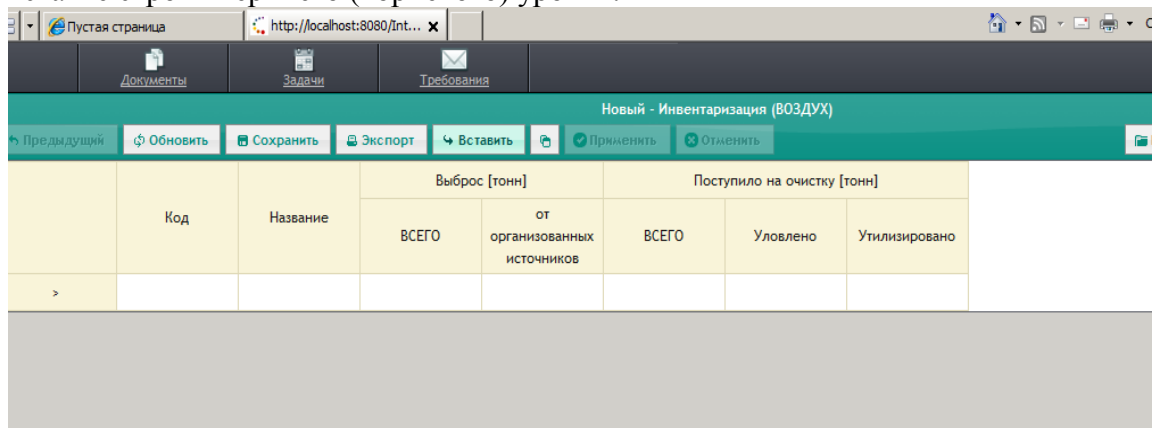 Пустая страница
http://localhost:8080/Int...
Документы
Задачи
Требования
Новый - Инвентаризация (ВОЗДУХ)
Предыдущий
Обновить
Сохранить
Экспорт
Вставить
Применить
Отменить
Код
Название
Выброс [тонн]
Поступило на очистку [тонн]
ВСЕГО
от
организованных
источников
ВСЕГО
Уловлено
Утилизировано
>